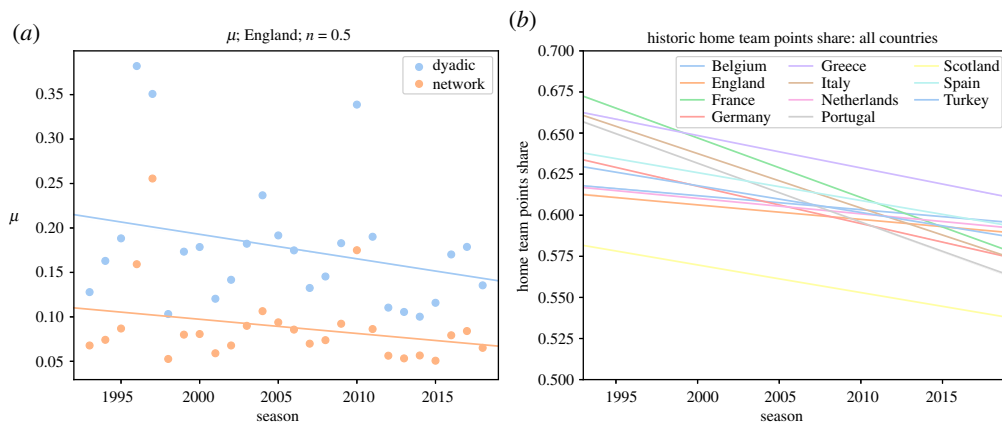 (a)
μ; England; n = 0.5
dyadic
network
0.35
0.30
0.25
0.20
0.15
0.10
0.05
μ
1995 2000 2005 2010 2015
season
(b)
historic home team points share: all countries
Belgium Greece Scotland
England Italy Spain
France Netherlands Turkey
Germany Portugal
0.700
0.675
0.650
0.625
0.600
0.575
0.550
0.525
0.500
home team points share
1995 2000 2005 2010 2015
season